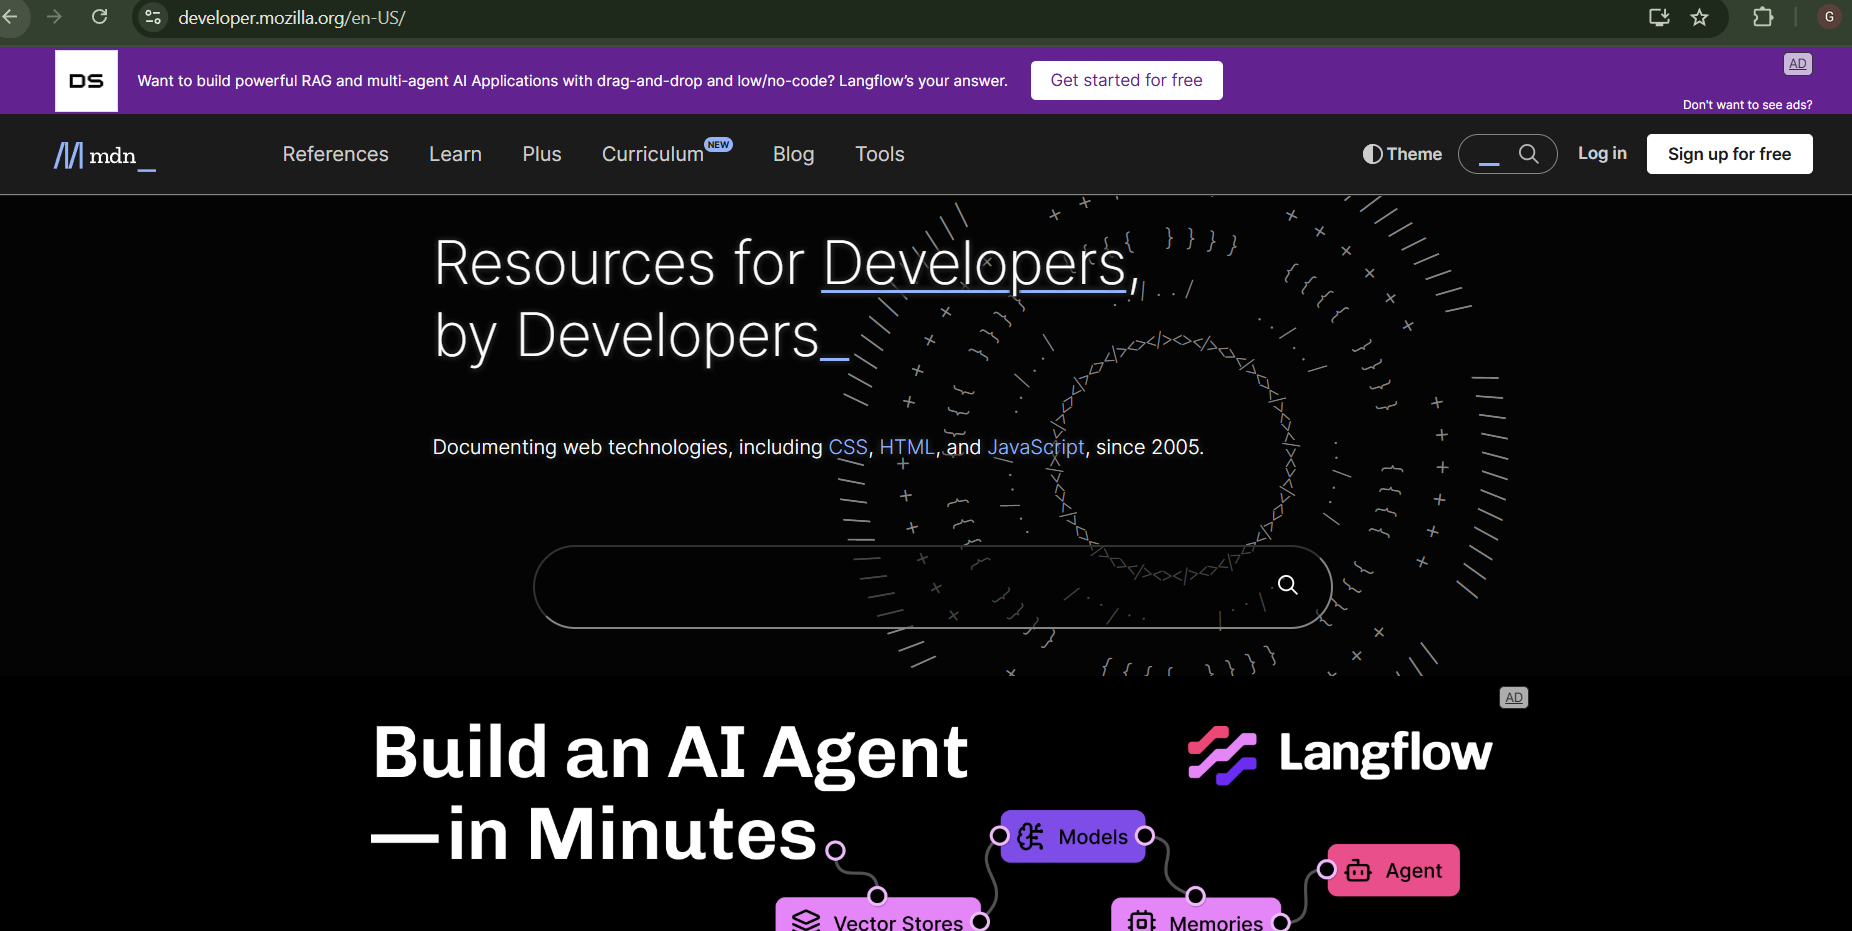 developer.mozilla.org/en-US/
G
DS
Want to build powerful RAG and multi-agent AI Applications with drag-and-drop and low/no-code? Langflow's your answer.
Get started for free
AD
Don't want to see ads?
mdn_
References
Learn
Plus
Curriculum
NEW
Blog
Tools
Theme
Log in
Sign up for free
Resources for Developers,
by Developers_
Documenting web technologies, including CSS, HTML, and JavaScript, since 2005.
AD
Build an AI Agent
—in Minutes
Langflow
Models
Agent
Vector Stores
Memories